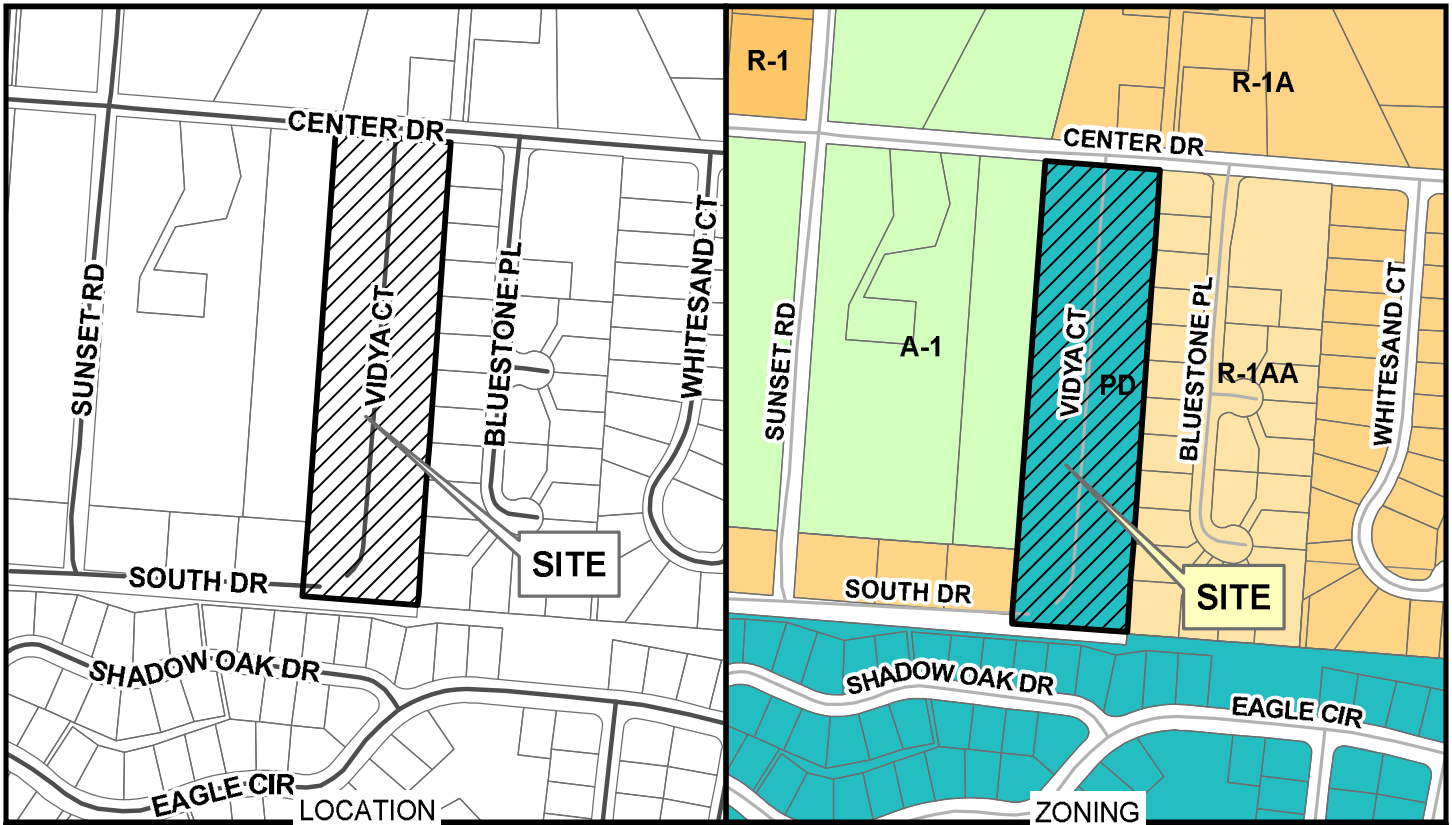 CENTER DR
SUNSET RD
VIDYA CT
BLUESTONE PL
WHITESAND CT
SITE
SOUTH DR
SHADOW OAK DR
EAGLE CIR
LOCATION
R-1
R-1A
CENTER DR
SUNSET RD
A-1
VIDYA CT
PD
BLUESTONE PL
R-1AA
WHITESAND CT
SITE
SOUTH DR
SHADOW OAK DR
EAGLE CIR
ZONING